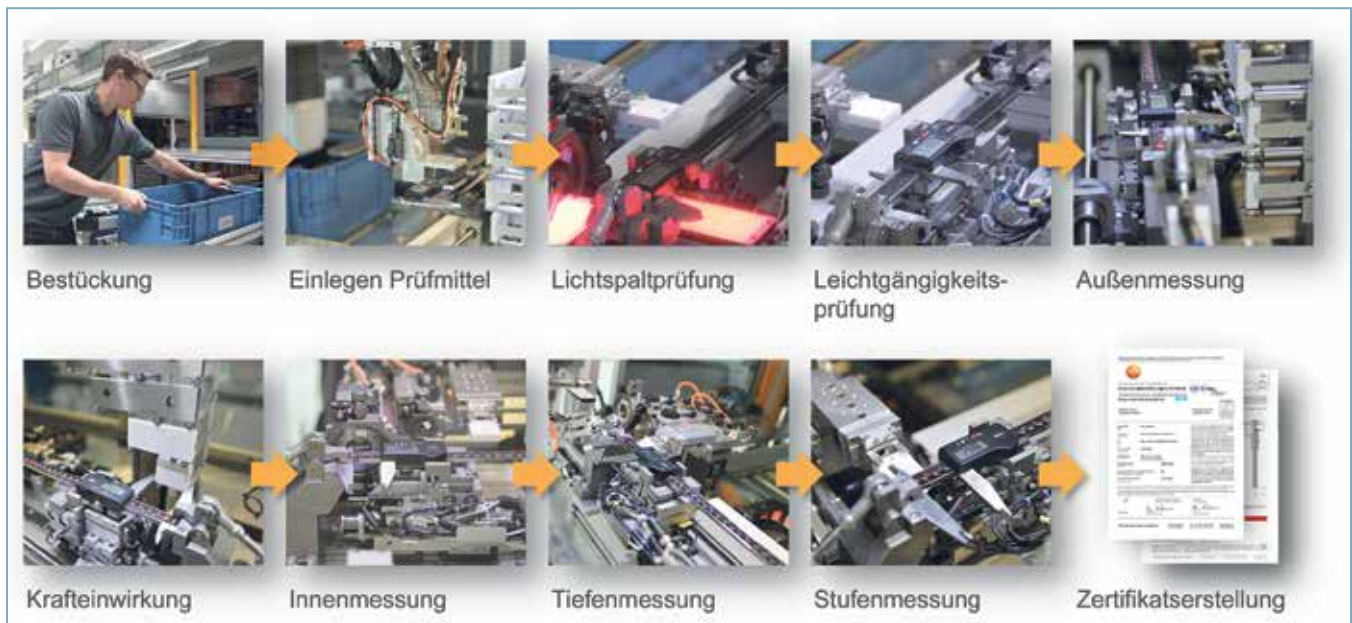 Bestückung
Einlegen Prüfmittel
Lichtspaltprüfung
Leichtgängigkeits-
prüfung
Außenmessung
Krafteinwirkung
Innenmessung
Tiefenmessung
Stufenmessung
Zertifikatserstellung